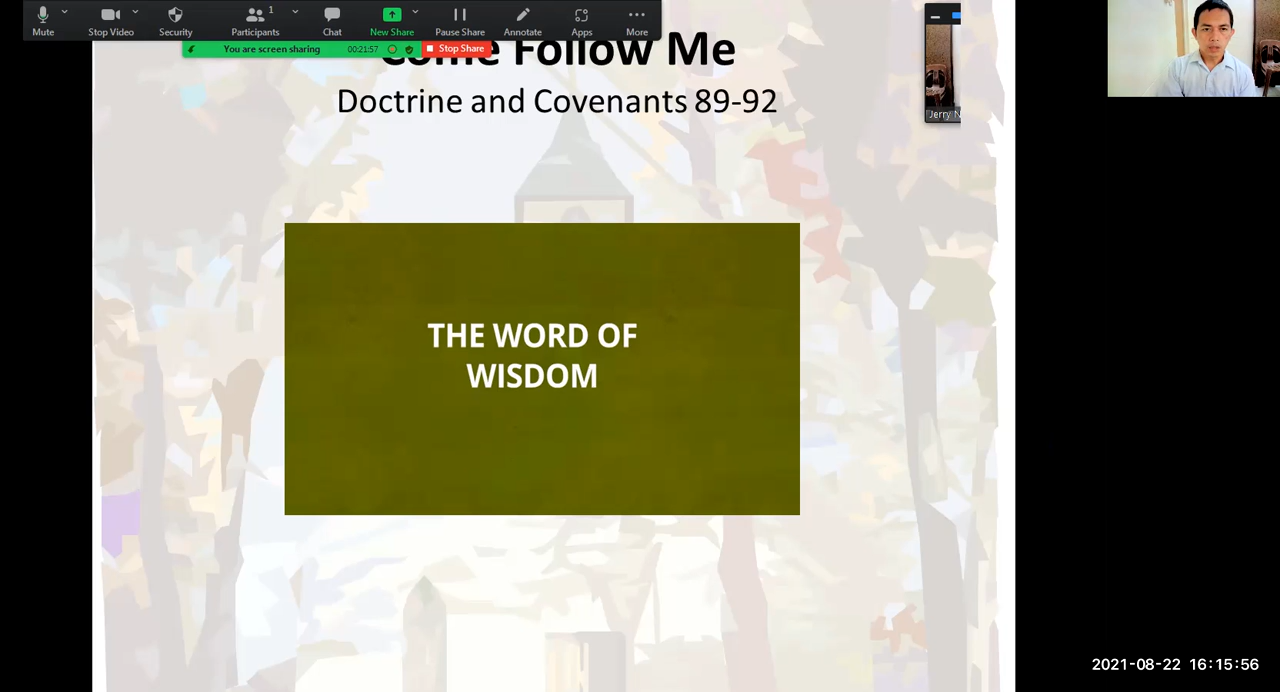 Mute
Stop Video
Security
Participants
1
Chat
New Share
Pause Share
Annotate
Apps
More
You are screen sharing
00:21:57
Stop Share
Come Follow Me
Doctrine and Covenants 89-92
Jerry N
THE WORD OF
WISDOM
2021-08-22 16:15:56